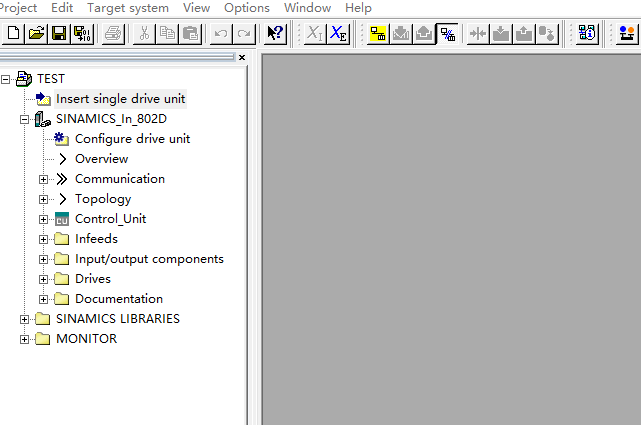 Project Edit Target system View Options Window Help
TEST
Insert single drive unit
SINAMICS_In_802D
Configure drive unit
Overview
Communication
Topology
Control_Unit
Infeeds
Input/output components
Drives
Documentation
SINAMICS LIBRARIES
MONITOR